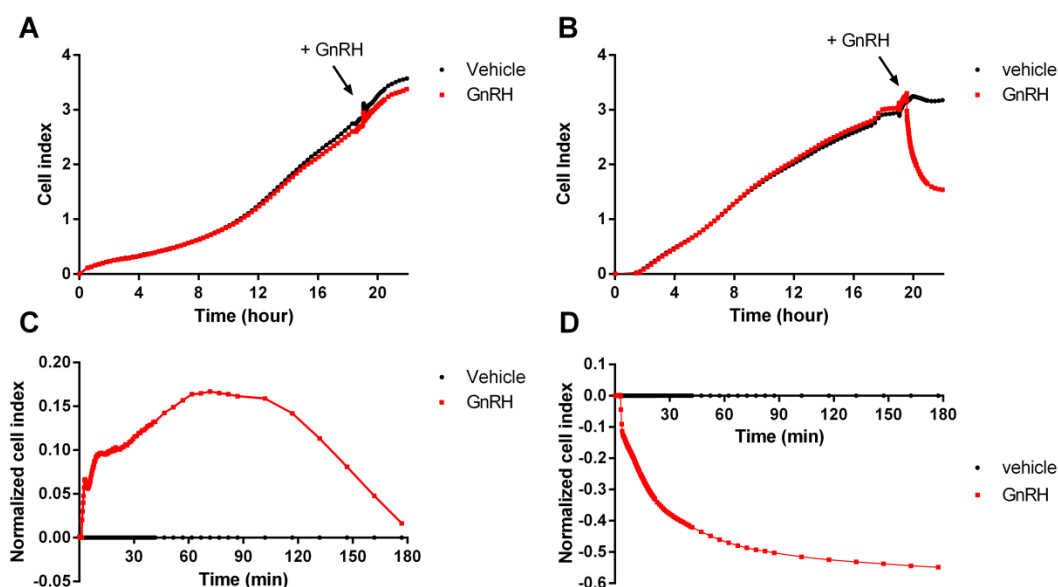 A
B
+ GnRH
+ GnRH
Vehicle
GnRH
vehicle
GnRH
Cell index
4
3
2
1
0
0 4 8 12 16 20
Time (hour)
Cell Index
4
3
2
1
0
0 4 8 12 16 20
Time (hour)
C
D
Normalized cell index
0.20
0.15
0.10
0.05
0.00
-0.05
30 60 90 120 150 180
Time (min)
Vehicle
GnRH
Normalized cell index
0.1
0.0
-0.1
-0.2
-0.3
-0.4
-0.5
-0.6
30 60 90 120 150 180
Time (min)
vehicle
GnRH